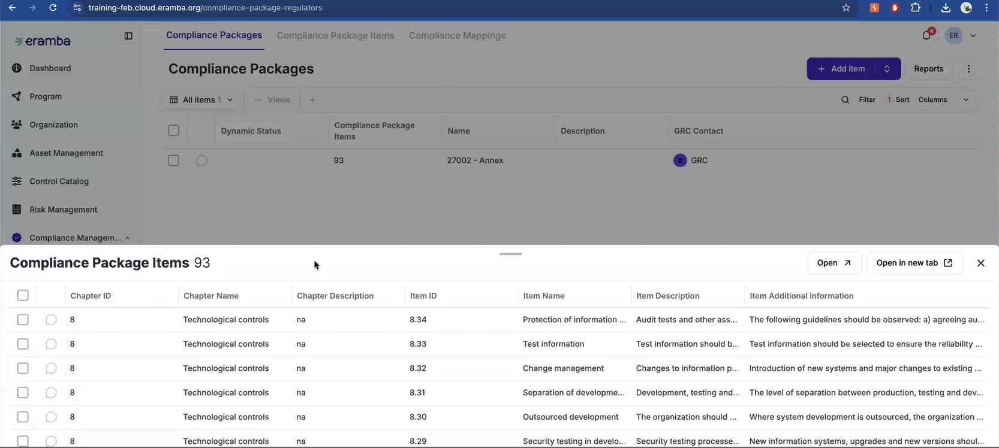 training-feb.cloud.eramba.org/compliance-package-regulators
eramba
Compliance Packages
Compliance Package Items
Compliance Mappings
4
ER
Dashboard
Program
Organization
Asset Management
Control Catalog
Risk Management
Compliance Managem...
Compliance Packages
Add item
Reports
All items 1
Views
Filter
1 Sort
Columns
Dynamic Status
Compliance Package
Items
Name
Description
GRC Contact
93
27002 - Annex
GRC
Compliance Package Items 93
Open
Open in new tab
Chapter ID Chapter Name Chapter Description Item ID Item Name Item Description Item Additional Information
8 Technological controls na 8.34 Protection of information ... Audit tests and other ass... The following guidelines should be observed: a) agreeing au...
8 Technological controls na 8.33 Test information Test information should b... Test information should be selected to ensure the reliability ...
8 Technological controls na 8.32 Change management Changes to information p... Introduction of new systems and major changes to existing ...
8 Technological controls na 8.31 Separation of developme... Development, testing and... The level of separation between production, testing and dev...
8 Technological controls na 8.30 Outsourced development The organization should ... Where system development is outsourced, the organization ...
8 Technological controls na 8.29 Security testing in develo... Security testing processe... New information systems, upgrades and new versions shoul...